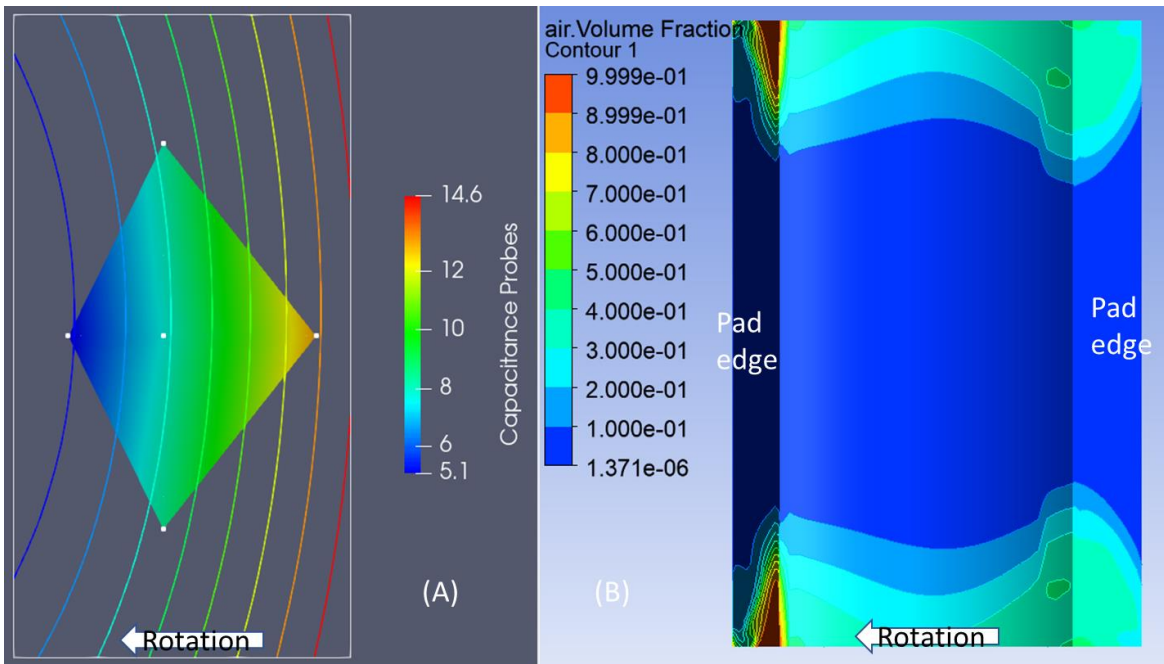 14.6
12
10
8
6
5.1
Capacitance Probes
(A)
Rotation
air.Volume Fraction
Contour 1
9.999e-01
8.999e-01
8.000e-01
7.000e-01
6.000e-01
5.000e-01
4.000e-01
3.000e-01
2.000e-01
1.000e-01
1.371e-06
Pad
edge
Pad
edge
(B)
Rotation